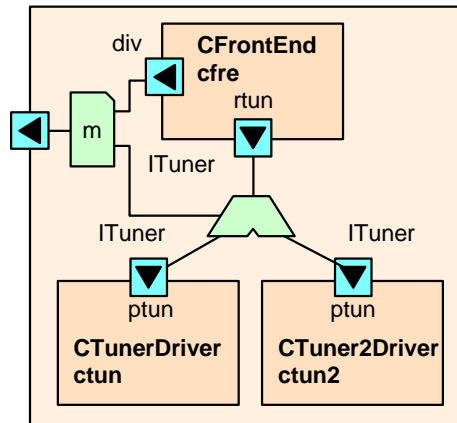 div
CFrontEnd
cfre
rtun
m
ITuner
ITuner
ITuner
ptun
ptun
CTunerDriver
ctun
CTuner2Driver
ctun2